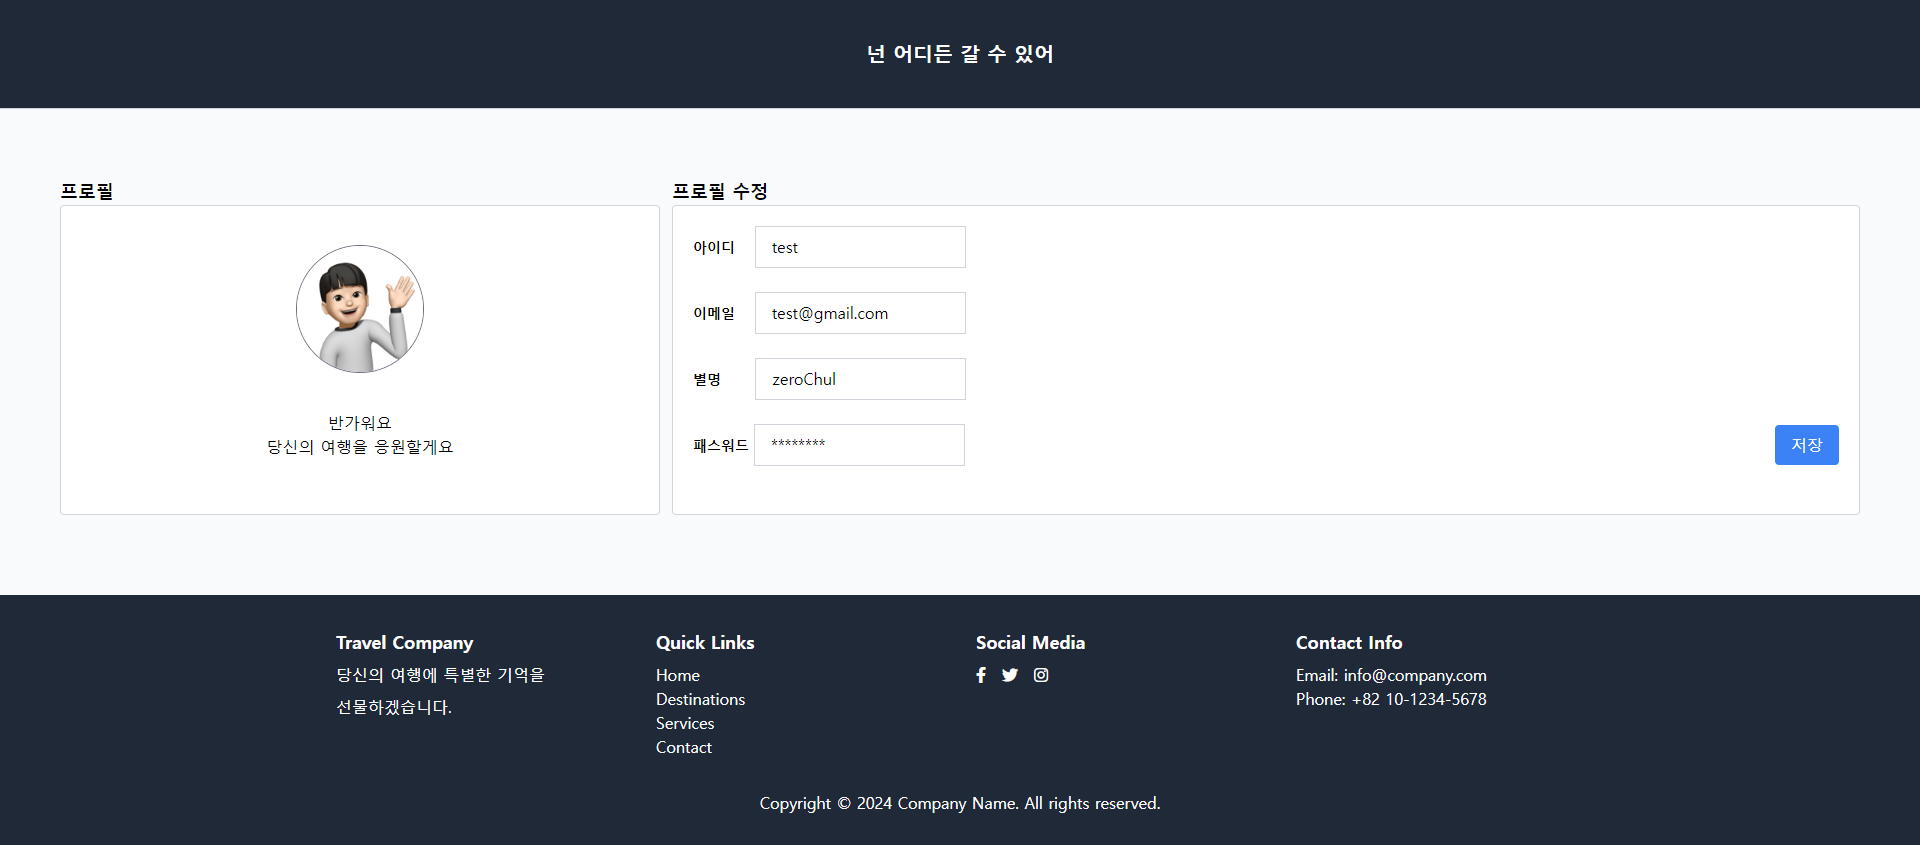 넌 어디든 갈 수 있어
프로필
반가워요
당신의 여행을 응원할게요
프로필 수정
아이디 test
이메일 test@gmail.com
별명 zeroChul
패스워드 ********
저장
Travel Company
당신의 여행에 특별한 기억을
선물하겠습니다.
Quick Links
Home
Destinations
Services
Contact
Social Media
Contact Info
Email: info@company.com
Phone: +82 10-1234-5678
Copyright © 2024 Company Name. All rights reserved.